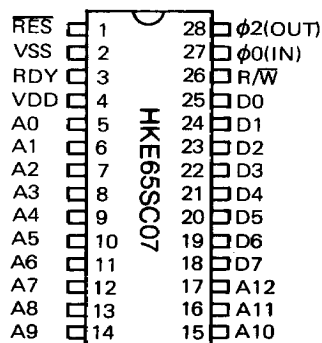 R̅E̅S̅ 1 28 ϕ2(OUT)
VSS 2 27 ϕ0(IN)
RDY 3 26 R/W̅
VDD 4 25 D0
A0 5 24 D1
A1 6 23 D2
A2 7 22 D3
A3 8 21 D4
A4 9 20 D5
A5 10 19 D6
A6 11 18 D7
A7 12 17 A12
A8 13 16 A11
A9 14 15 A10
HKE65SC07